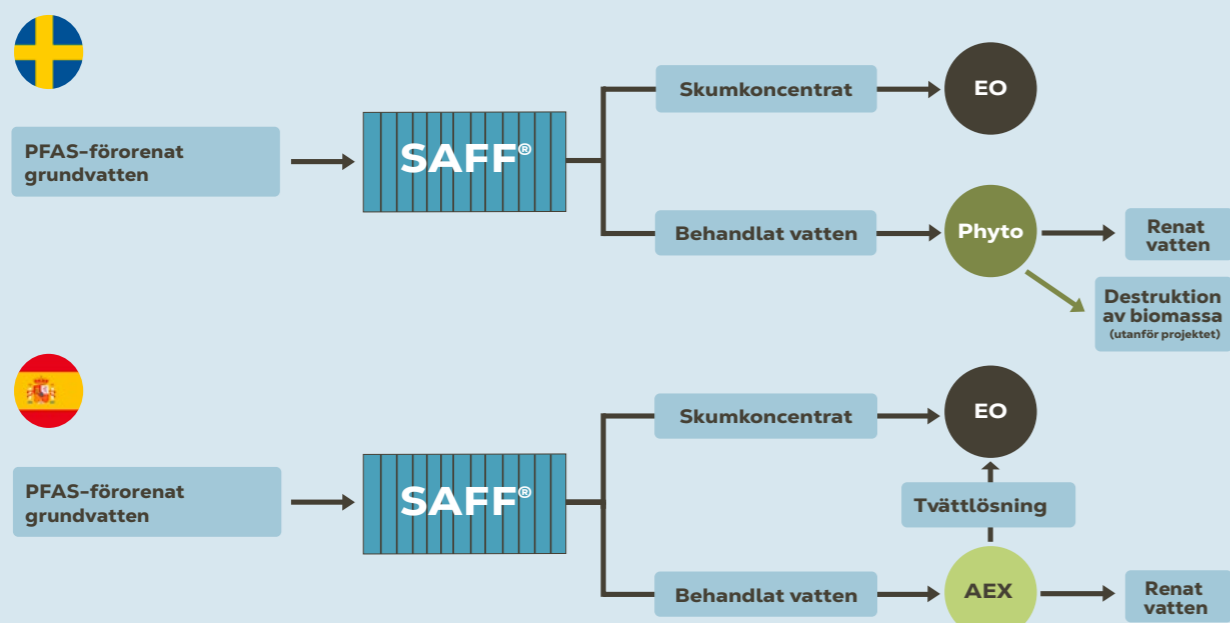 PFAS-förorenat
grundvatten
SAFF®
Skumkoncentrat
EO
Behandlat vatten
Phyto
Renat
vatten
Destruktion
av biomassa
(utanför projektet)
PFAS-förorenat
grundvatten
SAFF®
Skumkoncentrat
EO
Tvättlösning
Behandlat vatten
AEX
Renat
vatten